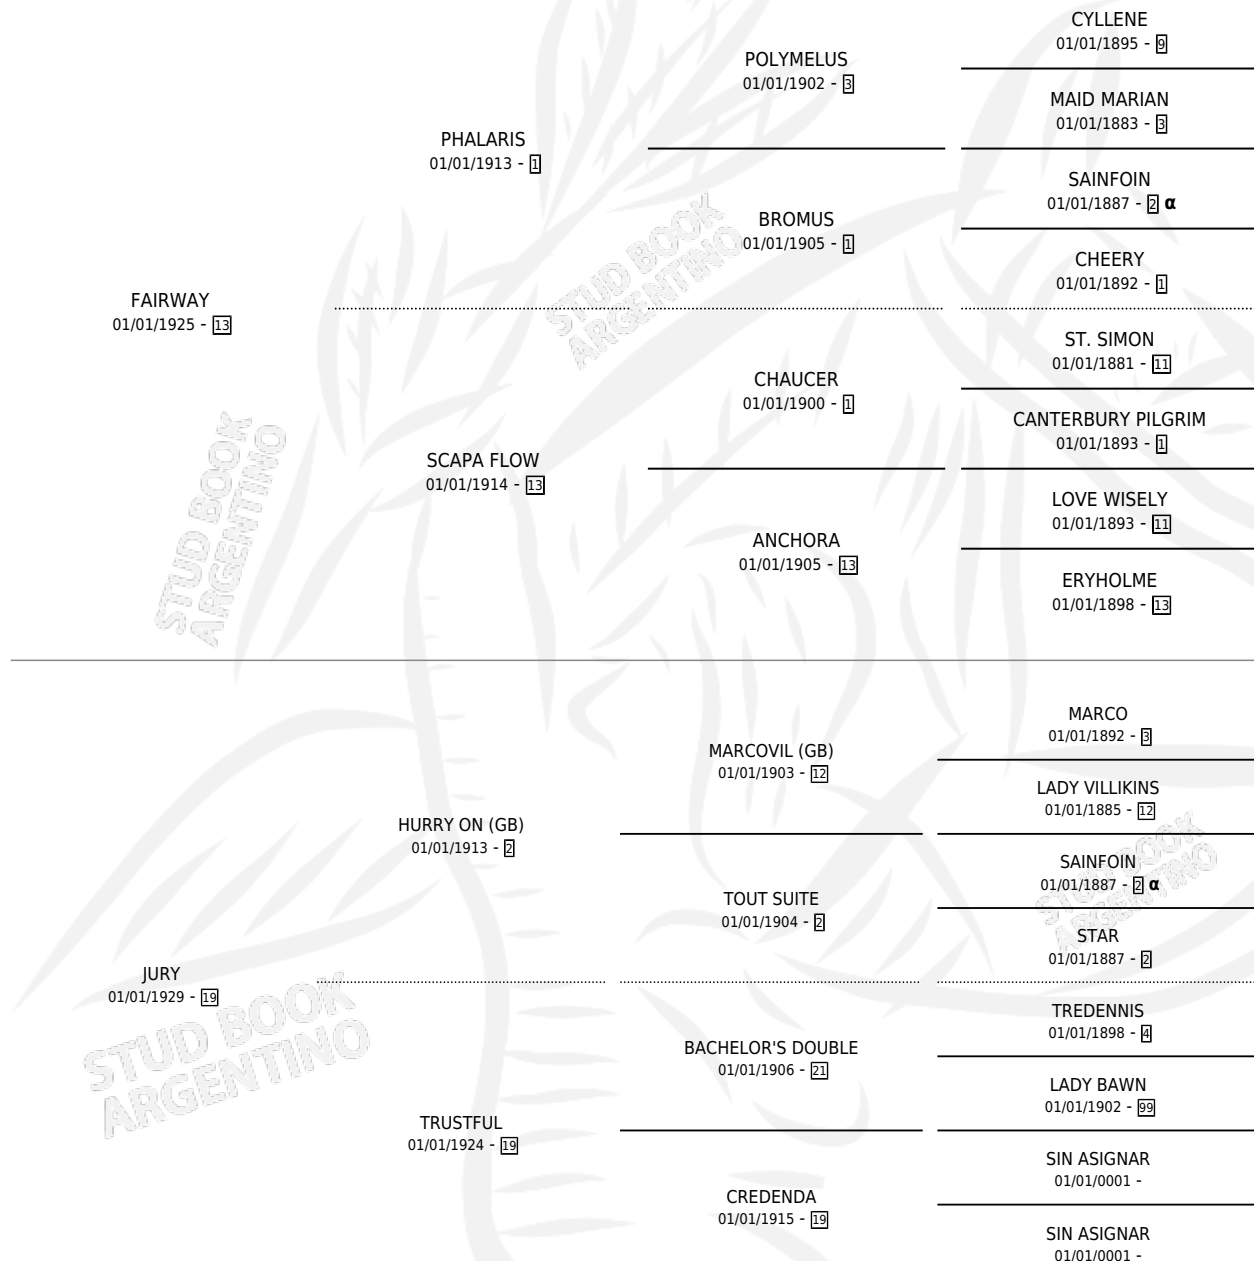 CYLLENE
01/01/1895 - 9
POLYMELUS
01/01/1902 - 3
MAID MARIAN
01/01/1883 - 3
PHALARIS
01/01/1913 - 1
SAINFOIN
01/01/1887 - 2 α
BROMUS
01/01/1905 - 1
CHEERY
01/01/1892 - 1
FAIRWAY
01/01/1925 - 13
ST. SIMON
01/01/1881 - 11
CHAUCER
01/01/1900 - 1
CANTERBURY PILGRIM
01/01/1893 - 1
SCAPA FLOW
01/01/1914 - 13
LOVE WISELY
01/01/1893 - 11
ANCHORA
01/01/1905 - 13
ERYHOLME
01/01/1898 - 13
STUD BOOK
ARGENTINO
STUD BOOK
ARGENTINO
MARCO
01/01/1892 - 3
MARCOVIL (GB)
01/01/1903 - 12
LADY VILLIKINS
01/01/1885 - 12
HURRY ON (GB)
01/01/1913 - 2
SAINFOIN
01/01/1887 - 2 α
TOUT SUITE
01/01/1904 - 2
STAR
01/01/1887 - 2
JURY
01/01/1929 - 19
TREDENNIS
01/01/1898 - 4
BACHELOR'S DOUBLE
01/01/1906 - 21
LADY BAWN
01/01/1902 - 99
TRUSTFUL
01/01/1924 - 19
SIN ASIGNAR
01/01/0001 -
CREDENDA
01/01/1915 - 19
SIN ASIGNAR
01/01/0001 -
STUD BOOK
ARGENTINO
STUD BOOK
ARGENTINO